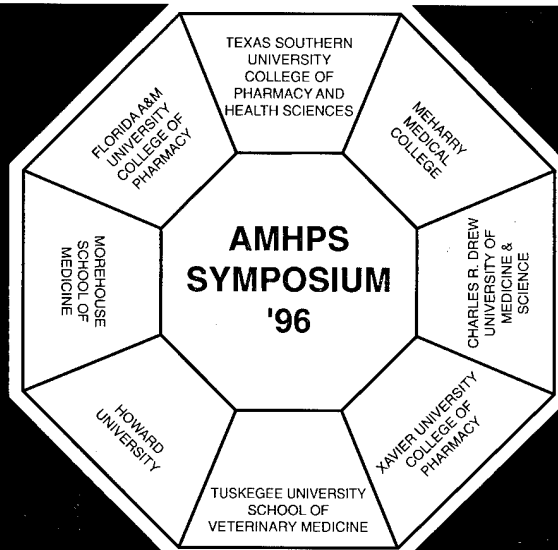 TEXAS SOUTHERN
UNIVERSITY
COLLEGE OF
PHARMACY AND
HEALTH SCIENCES
MEHARRY
MEDICAL
COLLEGE
CHARLES R. DREW
UNIVERSITY OF
MEDICINE &
SCIENCE
XAVIER UNIVERSITY
COLLEGE OF
PHARMACY
TUSKEGEE UNIVERSITY
SCHOOL OF
VETERINARY MEDICINE
HOWARD
UNIVERSITY
MOREHOUSE
SCHOOL OF
MEDICINE
FLORIDA A&M
UNIVERSITY
COLLEGE OF
PHARMACY
AMHPS
SYMPOSIUM
'96